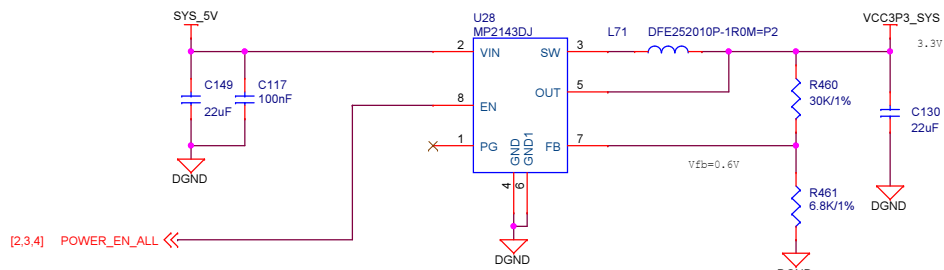 SYS_5V
U28
MP2143DJ
L71 DFE252010P-1R0M=P2
VCC3P3_SYS
3.3V
2 VIN SW 3
C149
22uF
C117
100nF
OUT 5
R460
30K/1%
C130
22uF
8 EN
1 PG
GND
GND1
FB 7
4
6
Vfb=0.6V
DGND
R461
6.8K/1%
DGND
[2,3,4] POWER_EN_ALL
DGND
DGND